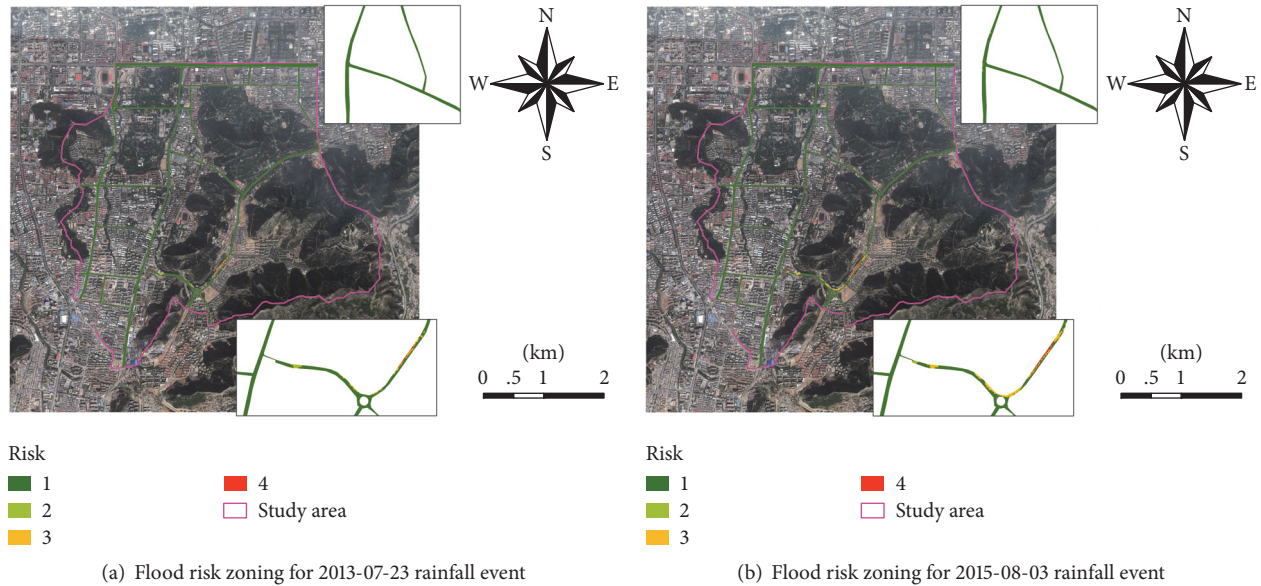 N
W
E
S
(km)
0 .5 1 2
Risk
1
2
3
4
Study area
(a) Flood risk zoning for 2013-07-23 rainfall event
N
W
E
S
(km)
0 .5 1 2
Risk
1
2
3
4
Study area
(b) Flood risk zoning for 2015-08-03 rainfall event